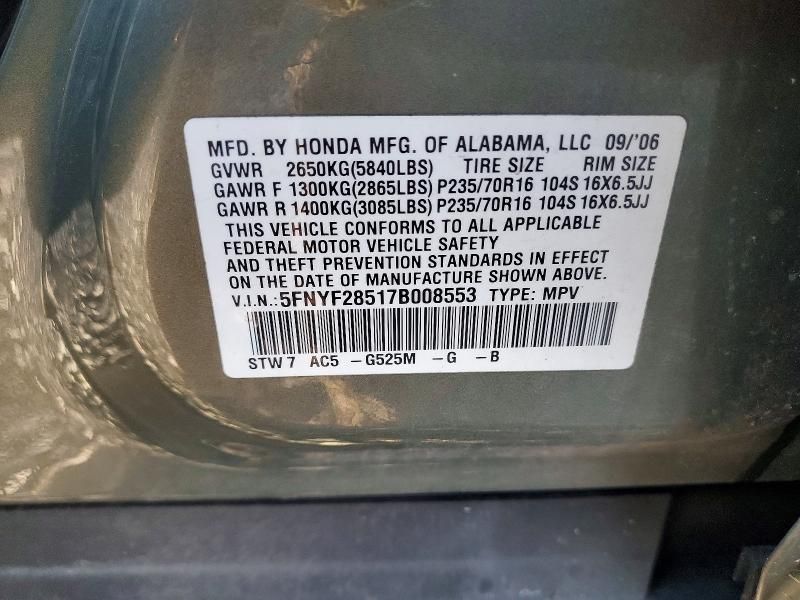 MFD. BY HONDA MFG. OF ALABAMA, LLC 09/'06
GVWR 2650KG(5840LBS) TIRE SIZE RIM SIZE
GAWR F 1300KG(2865LBS) P235/70R16 104S 16X6.5JJ
GAWR R 1400KG(3085LBS) P235/70R16 104S 16X6.5JJ
THIS VEHICLE CONFORMS TO ALL APPLICABLE
FEDERAL MOTOR VEHICLE SAFETY
AND THEFT PREVENTION STANDARDS IN EFFECT
ON THE DATE OF MANUFACTURE SHOWN ABOVE.
V.I.N.: 5FNYF28517B008553 TYPE: MPV
STW 7 AC5 -G525M -G -B